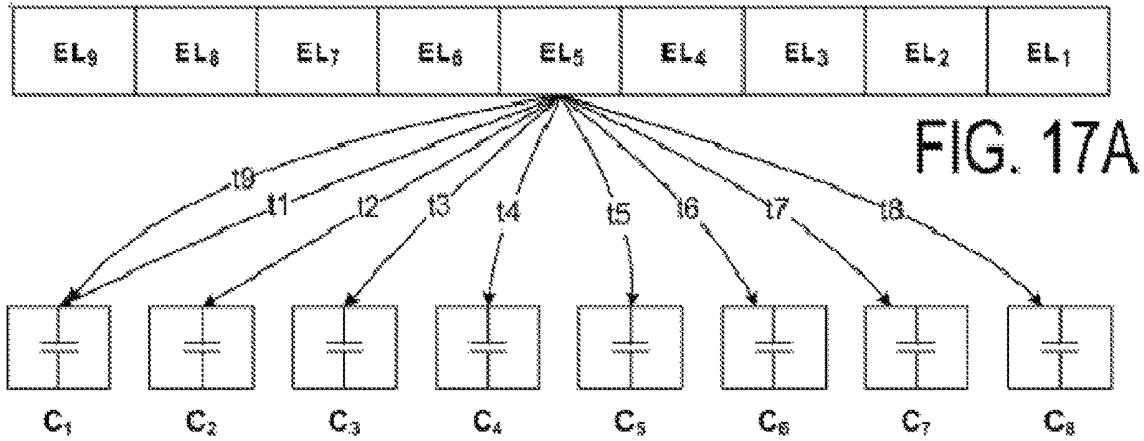 EL₉ EL₈ EL₇ EL₆ EL₅ EL₄ EL₃ EL₂ EL₁
FIG. 17A
t9 t1 t2 t3 t4 t5 t6 t7 t8
C₁ C₂ C₃ C₄ C₅ C₆ C₇ C₈